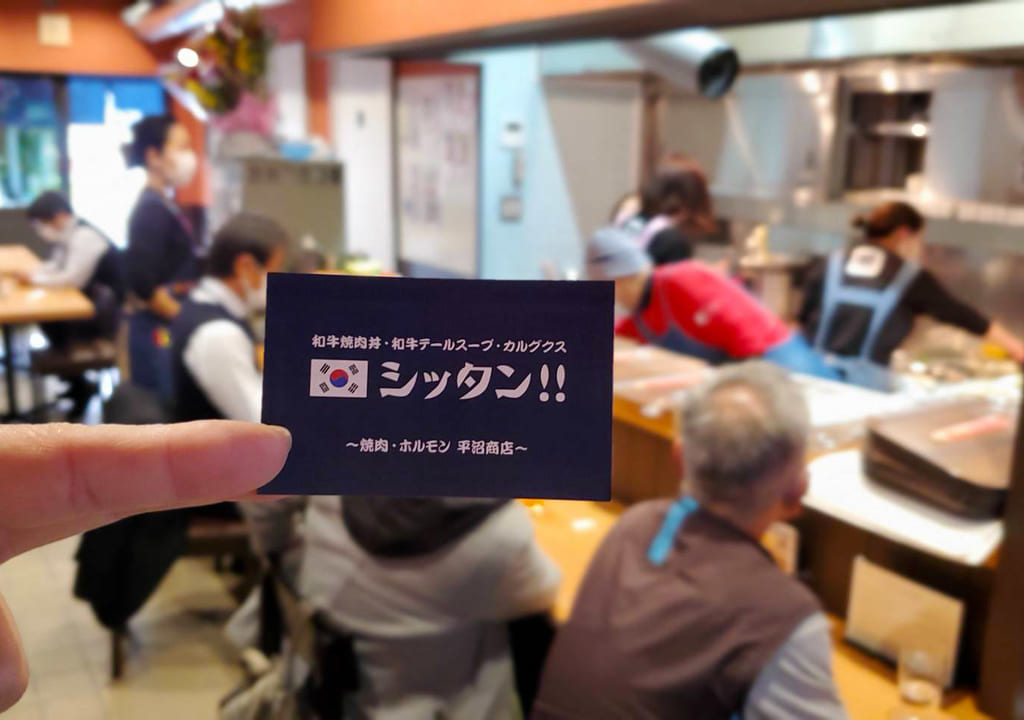 和牛焼肉丼・和牛テールスープ・カルグクス
シッタン!!
～焼肉・ホルモン 平沼商店～